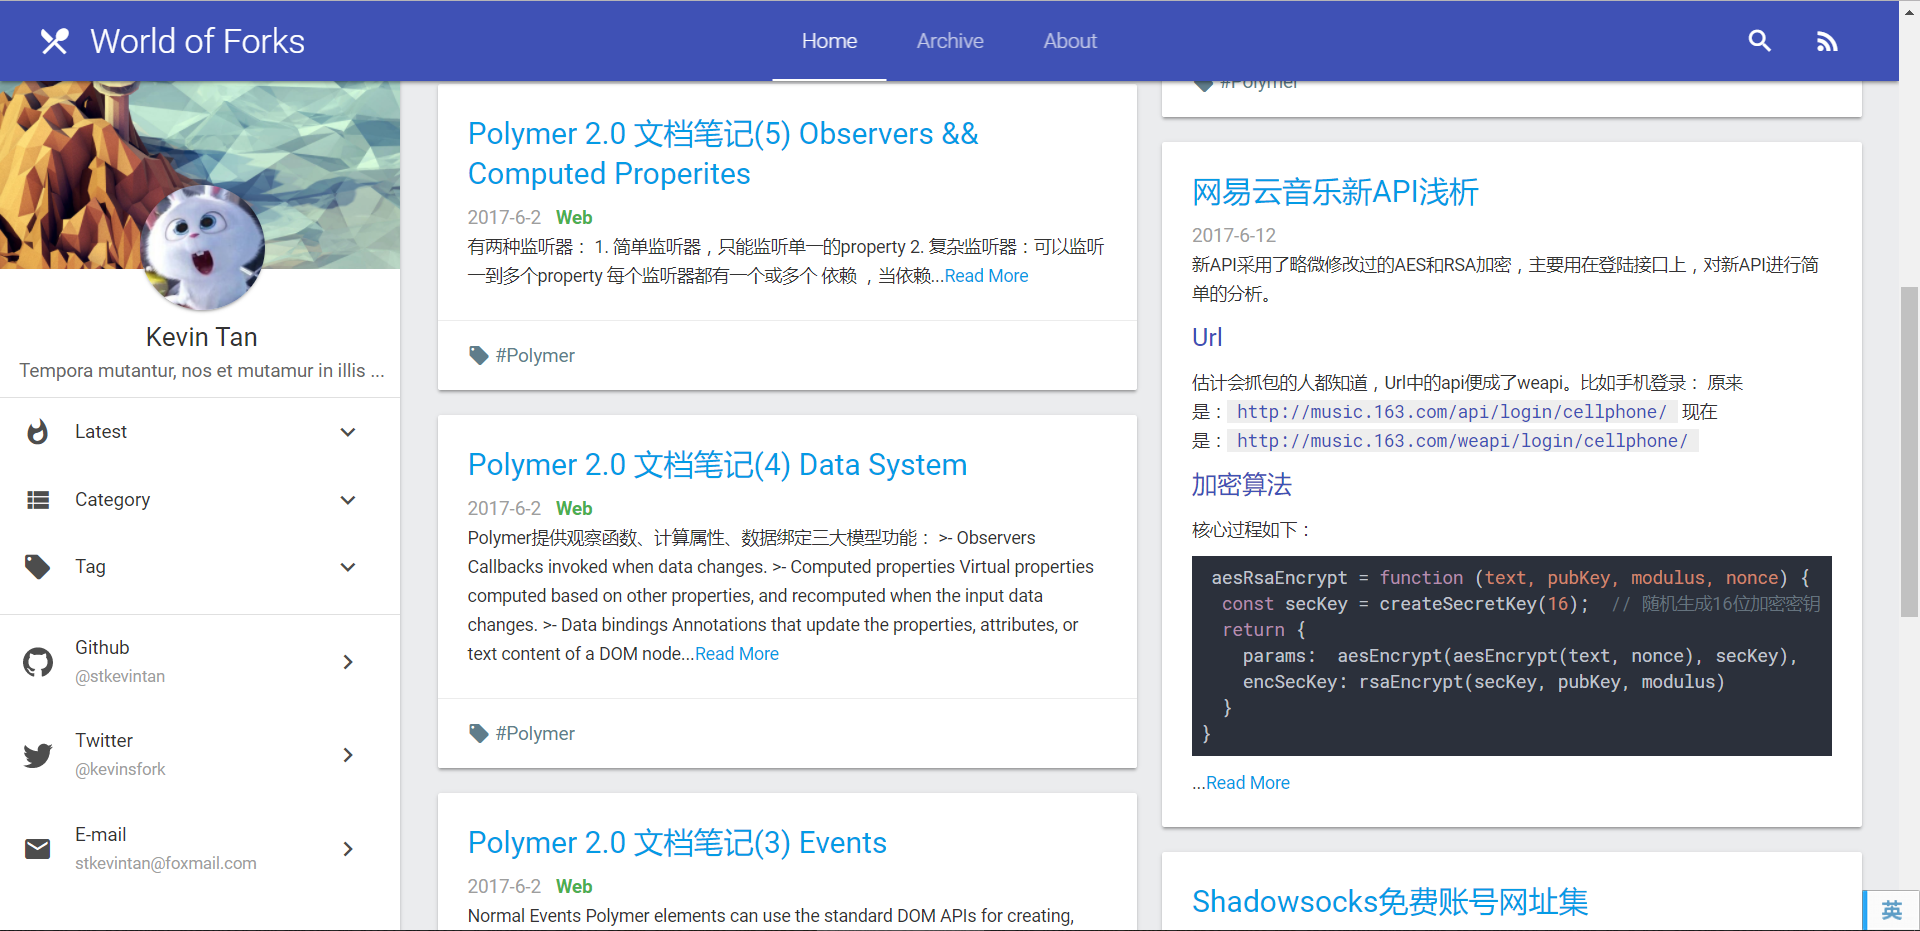 World of Forks
Home
Archive
About
Kevin Tan
Tempora mutantur, nos et mutamur in illis ...
Latest
Category
Tag
Github
@stkevintan
Twitter
@kevinsfork
E-mail
stkevintan@foxmail.com
Polymer 2.0 文档笔记(5) Observers &&
Computed Properites
2017-6-2 Web
有两种监听器： 1. 简单监听器，只能监听单一的property 2. 复杂监听器：可以监听
一到多个property 每个监听器都有一个或多个 依赖 ，当依赖...Read More
#Polymer
Polymer 2.0 文档笔记(4) Data System
2017-6-2 Web
Polymer提供观察函数、计算属性、数据绑定三大模型功能： >- Observers
Callbacks invoked when data changes. >- Computed properties Virtual properties
computed based on other properties, and recomputed when the input data
changes. >- Data bindings Annotations that update the properties, attributes, or
text content of a DOM node...Read More
#Polymer
Polymer 2.0 文档笔记(3) Events
2017-6-2 Web
Normal Events Polymer elements can use the standard DOM APIs for creating,
#Polymer
网易云音乐新API浅析
2017-6-12
新API采用了略微修改过的AES和RSA加密，主要用在登陆接口上，对新API进行简
单的分析。
Url
估计会抓包的人都知道，Url中的api便成了weapi。比如手机登录： 原来
是： http://music.163.com/api/login/cellphone/ 现在
是： http://music.163.com/weapi/login/cellphone/
加密算法
核心过程如下：
aesRsaEncrypt = function (text, pubKey, modulus, nonce) {
const secKey = createSecretKey(16); // 随机生成16位加密密钥
return {
params: aesEncrypt(aesEncrypt(text, nonce), secKey),
encSecKey: rsaEncrypt(secKey, pubKey, modulus)
}
}
...Read More
Shadowsocks免费账号网址集
英